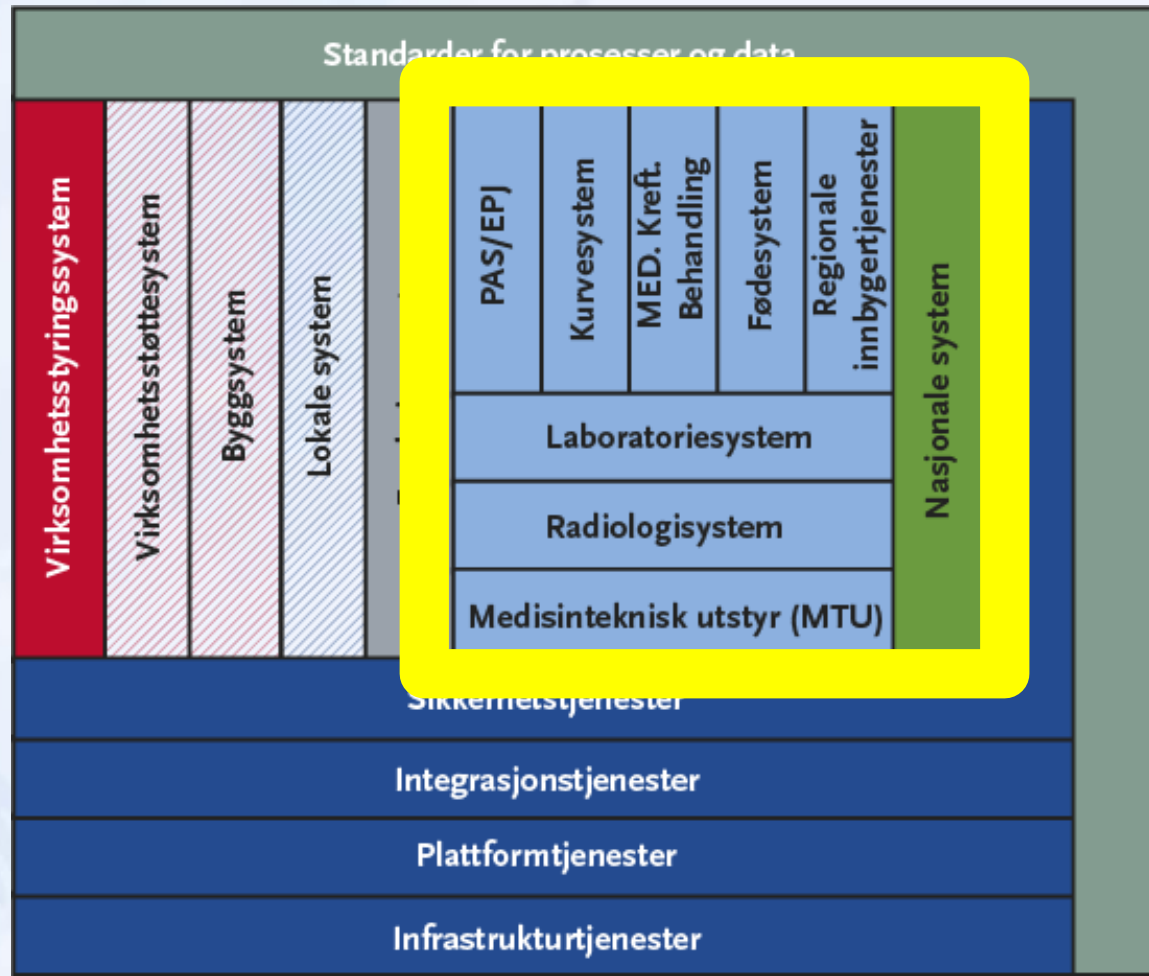 Standarder for prosesser og data
Virksomhetsstyringssystem
Virksomhetsstøttesystem
Byggsystem
Lokale system
PAS/EPJ
Kurvesystem
MED. Kreft.
Behandling
Fødesystem
Regionale
innbygertjenester
Nasjonale system
Laboratoriesystem
Radiologisystem
Medisinteknisk utstyr (MTU)
Sikkerhetstjenester
Integrasjonstjenester
Plattformtjenester
Infrastrukturtjenester